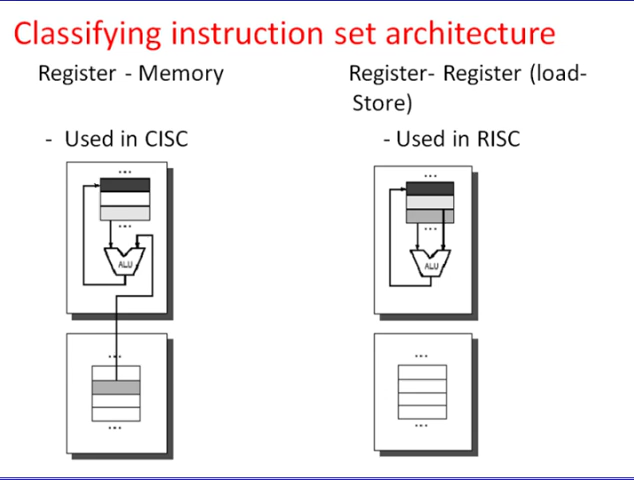 Classifying instruction set architecture
Register - Memory
- Used in CISC
...
...
ALU
...
...
Register- Register (load-
Store)
- Used in RISC
...
...
ALU
...
...